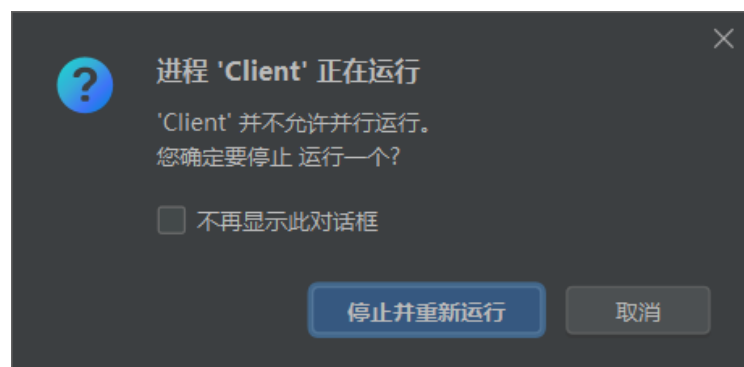 进程 'Client' 正在运行
'Client' 并不允许并行运行。
您确定要停止 运行一个?
不再显示此对话框
停止并重新运行
取消